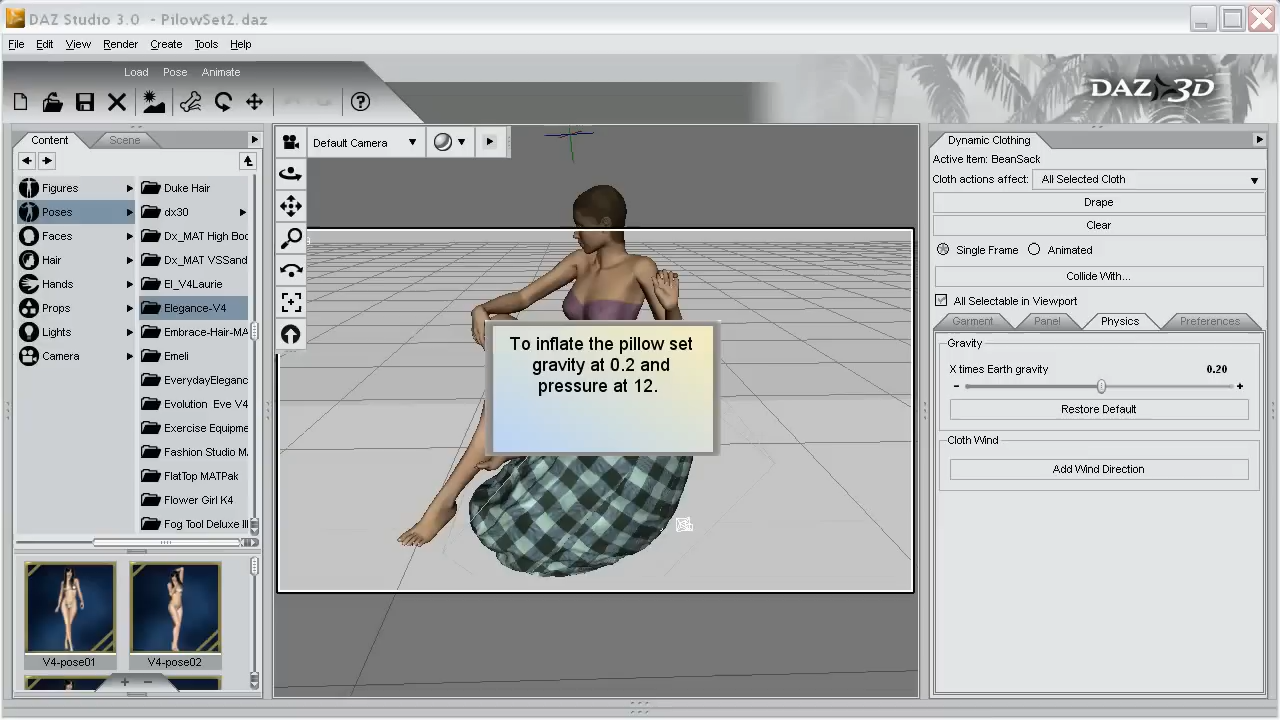 DAZ Studio 3.0 - PilowSet2.daz
File Edit View Render Create Tools Help
Load Pose Animate
DAZ 3D
Content Scene
Figures
Poses
Faces
Hair
Hands
Props
Lights
Camera
Duke Hair
dx30
Dx_MAT High Boc
Dx_MAT VSSand
El_V4Laurie
Elegance-V4
Embrace-Hair-MA
Emeli
EverydayEleganc
Evolution Eve V4
Exercise Equipme
Fashion Studio M
FlatTop MATPak
Flower Girl K4
Fog Tool Deluxe III
V4-pose01 V4-pose02
Default Camera
To inflate the pillow set
gravity at 0.2 and
pressure at 12.
Dynamic Clothing
Active Item: BeanSack
Cloth actions affect: All Selected Cloth
Drape
Clear
Single Frame Animated
Collide With...
All Selectable in Viewport
Garment Panel Physics Preferences
Gravity
X times Earth gravity 0.20
- +
Restore Default
Cloth Wind
Add Wind Direction